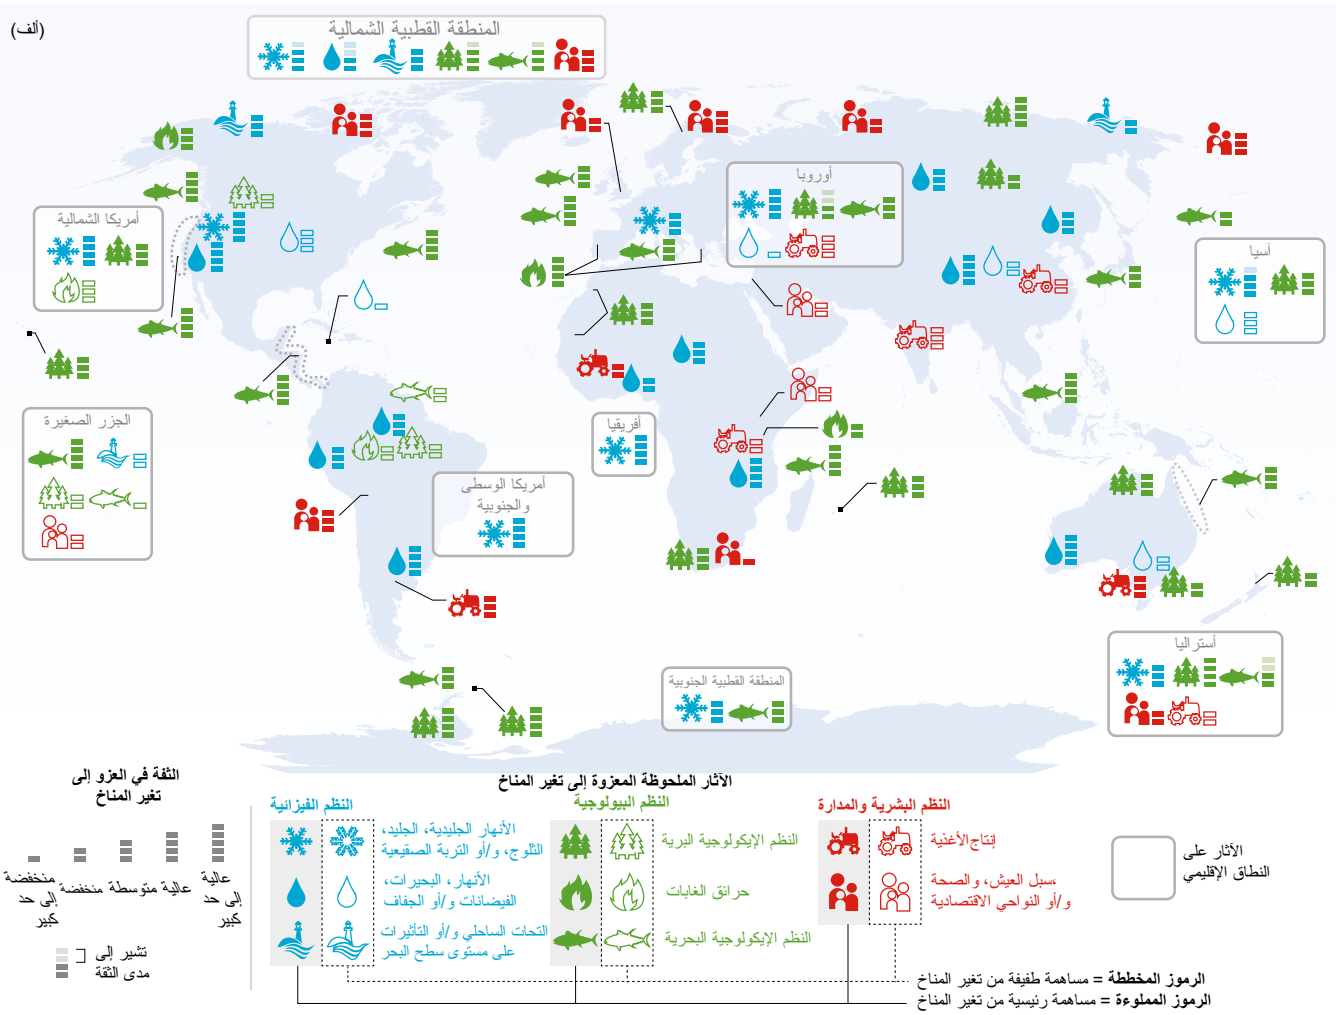 (ألف)
المنطقة القطبية الشمالية
أوروبا
أمريكا الشمالية
آسيا
الجزر الصغيرة
أفريقيا
أمريكا الوسطى
والجنوبية
أستراليا
المنطقة القطبية الجنوبية
الآثار الملحوظة المعزوة إلى تغير المناخ
النظم الفيزيائية
الأنهار الجليدية، الجليد،
الثلوج، و/أو التربة الصقيعية
الأنهار، البحيرات،
الفيضانات و/أو الجفاف
التحات الساحلي و/أو التأثيرات
على مستوى سطح البحر
النظم البيولوجية
النظم الإيكولوجية البرية
حرائق الغابات
النظم الإيكولوجية البحرية
النظم البشرية والمدارة
إنتاج الأغذية
سبل العيش، والصحة،
و/أو النواحي الاقتصادية
الآثار على
النطاق الإقليمي
الثقة في العزو إلى
تغير المناخ
عالية
إلى حد
كبير
عالية
متوسطة
منخفضة
منخفضة
إلى حد
كبير
تشير إلى
مدى الثقة
الرموز المخططة = مساهمة طفيفة من تغير المناخ
الرموز المملوءة = مساهمة رئيسية من تغير المناخ